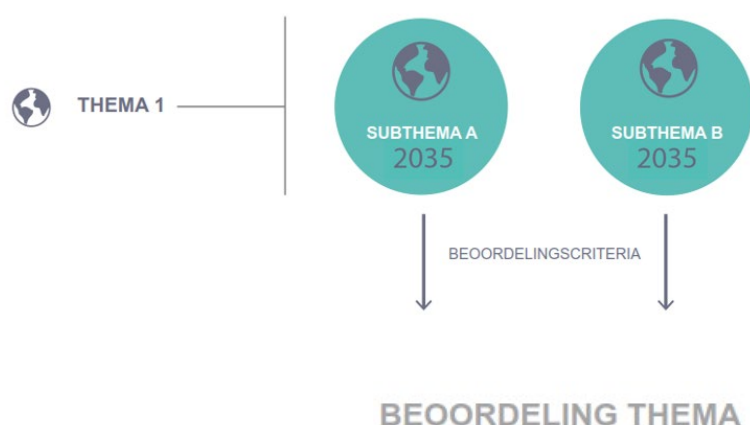 THEMA 1
SUBTHEMA A
2035
SUBTHEMA B
2035
BEOORDELINGSCRITERIA
BEOORDELING THEMA